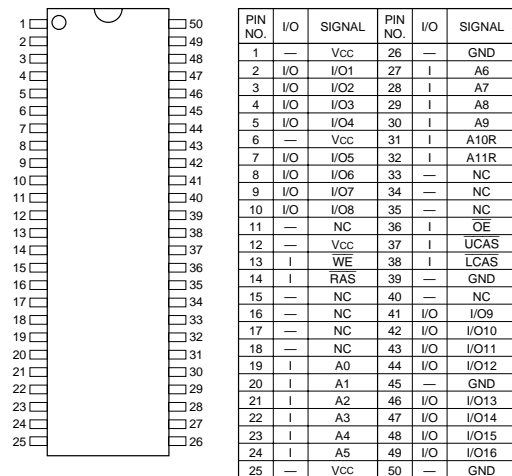 1 50
2 49
3 48
4 47
5 46
6 45
7 44
8 43
9 42
10 41
11 40
12 39
13 38
14 37
15 36
16 35
17 34
18 33
19 32
20 31
21 30
22 29
23 28
24 27
25 26
PIN NO. I/O SIGNAL PIN NO. I/O SIGNAL
1 — VCC 26 — GND
2 I/O I/O1 27 I A6
3 I/O I/O2 28 I A7
4 I/O I/O3 29 I A8
5 I/O I/O4 30 I A9
6 — VCC 31 I A10R
7 I/O I/O5 32 I A11R
8 I/O I/O6 33 — NC
9 I/O I/O7 34 — NC
10 I/O I/O8 35 — NC
11 — NC 36 I OE
12 — VCC 37 I UCAS
13 I WE 38 I LCAS
14 I RAS 39 — GND
15 — NC 40 — NC
16 — NC 41 I/O I/O9
17 — NC 42 I/O I/O10
18 — NC 43 I/O I/O11
19 I A0 44 I/O I/O12
20 I A1 45 — GND
21 I A2 46 I/O I/O13
22 I A3 47 I/O I/O14
23 I A4 48 I/O I/O15
24 I A5 49 I/O I/O16
25 — VCC 50 — GND